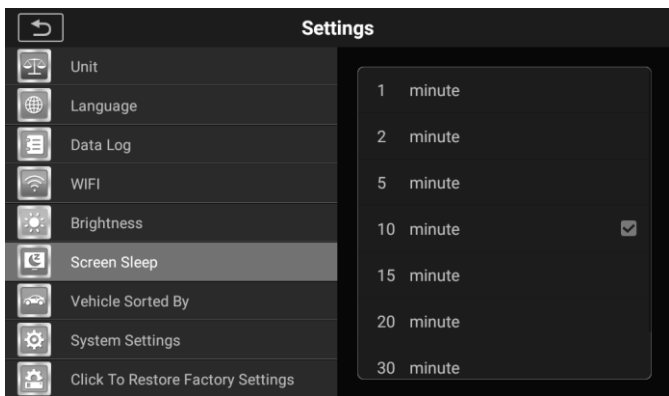 Settings
Unit
Language
Data Log
WIFI
Brightness
Screen Sleep
Vehicle Sorted By
System Settings
Click To Restore Factory Settings
1 minute
2 minute
5 minute
10 minute
15 minute
20 minute
30 minute